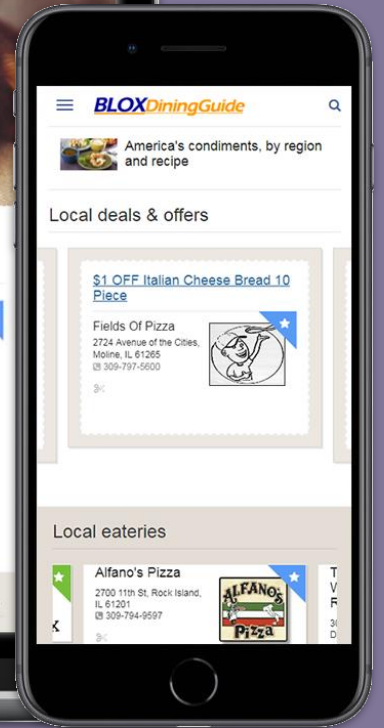 BLOXDiningGuide
America's condiments, by region
and recipe
Local deals & offers
$1 OFF Italian Cheese Bread 10
Piece
Fields Of Pizza
2724 Avenue of the Cities,
Moline, IL 61265
309-797-5600
Local eateries
Alfano's Pizza
2700 11th St, Rock Island,
IL 61201
309-794-9597
ALFANO'S
Pizza